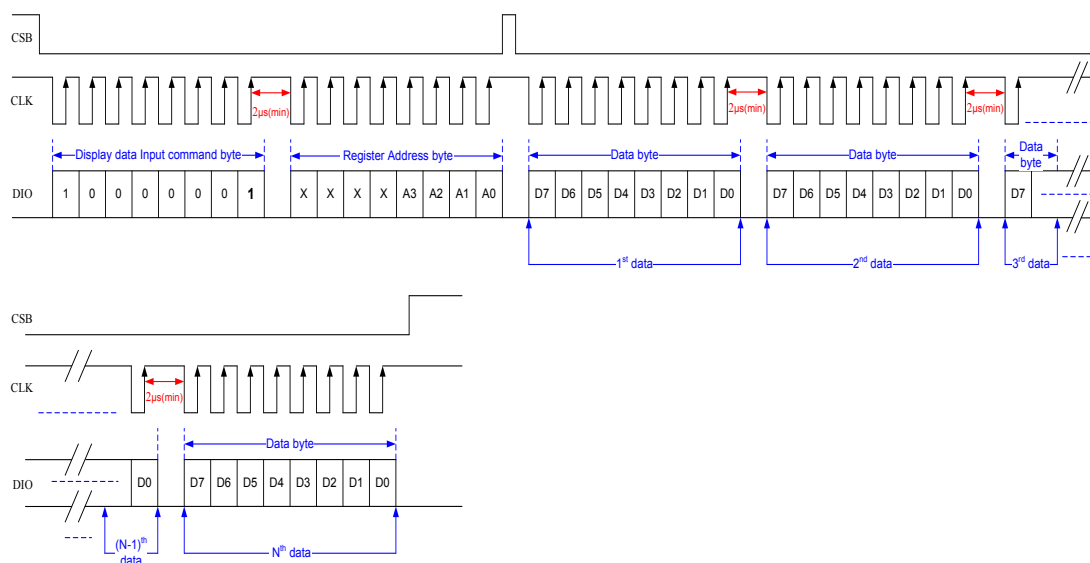 CSB
CLK
2μs(min) 2μs(min) 2μs(min)
Display data Input command byte Register Address byte Data byte Data byte Data
byte
DIO 1 0 0 0 0 0 0 1 X X X X A3 A2 A1 A0 D7 D6 D5 D4 D3 D2 D1 D0 D7 D6 D5 D4 D3 D2 D1 D0 D7
1st data 2nd data 3rd data
CSB
CLK
2μs(min)
Data byte
DIO D0 D7 D6 D5 D4 D3 D2 D1 D0
(N-1)th
data
Nth data